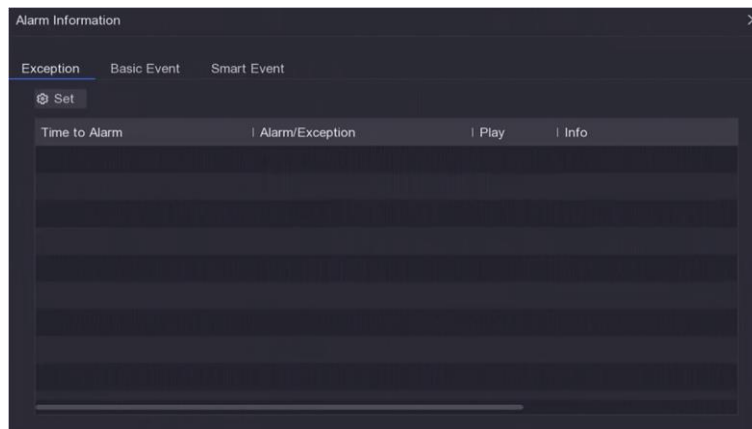 Alarm Information
Exception Basic Event Smart Event
Set
Time to Alarm Alarm/Exception Play Info